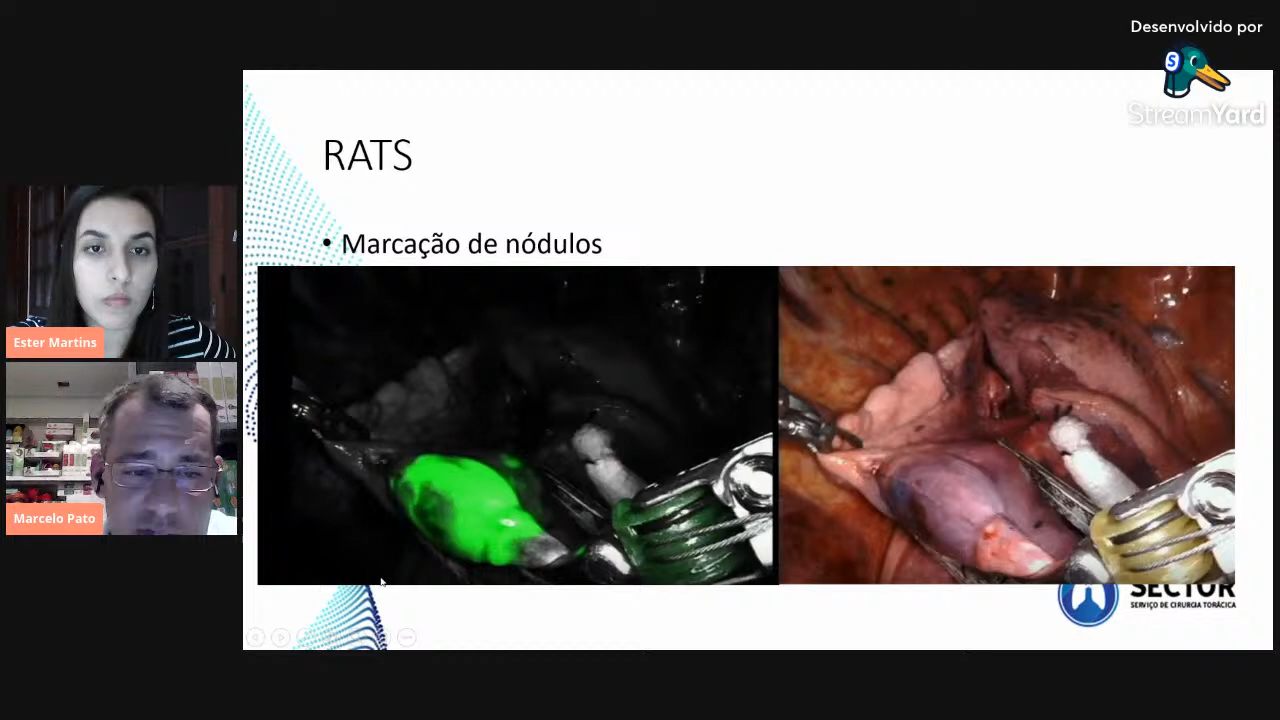 Desenvolvido por
StreamYard
RATS
• Marcação de nódulos
Ester Martins
Marcelo Pato
SECTOR
SERVIÇO DE CIRURGIA TORÁCICA